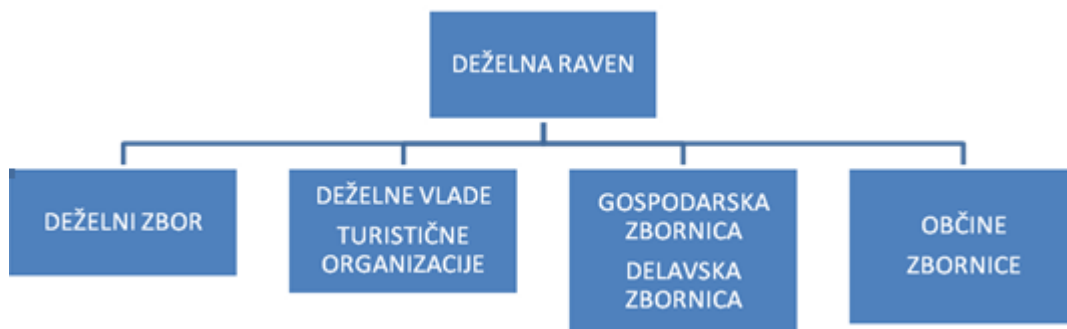 DEŽELNA RAVEN
DEŽELNI ZBOR
DEŽELNE VLADE
TURISTIČNE
ORGANIZACIJE
GOSPODARSKA
ZBORNICA
DELAVSKA
ZBORNICA
OBČINE
ZBORNICE